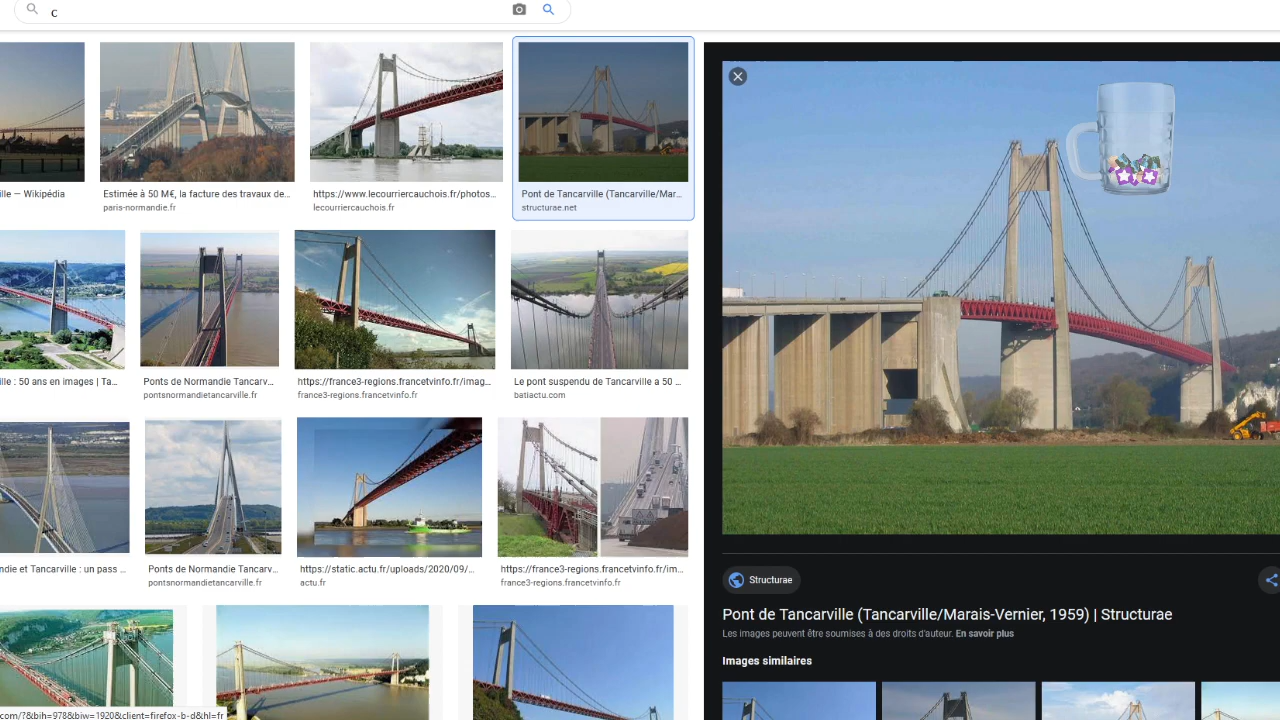 c
ille — Wikipédia
Estimée à 50 M€, la facture des travaux de...
paris-normandie.fr
https://www.lecourriercauchois.fr/photos...
lecourriercauchois.fr
Pont de Tancarville (Tancarville/Mar...
structurae.net
ille : 50 ans en images | Ta...
Ponts de Normandie Tancarv...
pontsnormandietancarville.fr
https://france3-regions.francetvinfo.fr/imag...
france3-regions.francetvinfo.fr
Le pont suspendu de Tancarville a 50 ...
batiactu.com
ndie et Tancarville : un pass ...
Ponts de Normandie Tancarv...
pontsnormandietancarville.fr
https://static.actu.fr/uploads/2020/09/...
actu.fr
https://france3-regions.francetvinfo.fr/im...
france3-regions.francetvinfo.fr
com/?&bih=978&biw=1920&client=firefox-b-d&hl=fr
Structurae
Pont de Tancarville (Tancarville/Marais-Vernier, 1959) | Structurae
Les images peuvent être soumises à des droits d'auteur. En savoir plus
Images similaires